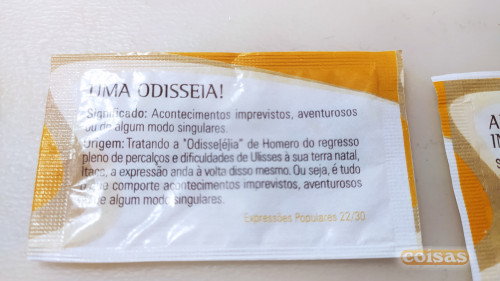 UMA ODISSEIA!
Significado: Acontecimentos imprevistos, aventurosos
ou de algum modo singulares.
Origem: Tratando a "Odisse(é)ia" de Homero do regresso
pleno de percalços e dificuldades de Ulisses à sua terra natal,
Ítaca, a expressão anda à volta disso mesmo. Ou seja, é tudo
o que comporte acontecimentos imprevistos, aventurosos
ou de algum modo singulares.
Expressões Populares 22/30
coisas